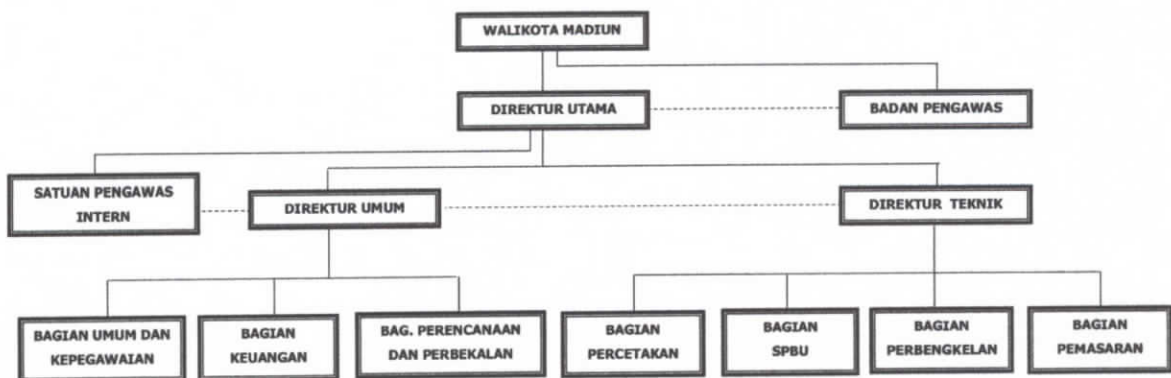 WALIKOTA MADIUN
DIREKTUR UTAMA
BADAN PENGAWAS
SATUAN PENGAWAS
INTERN
DIREKTUR UMUM
DIREKTUR TEKNIK
BAGIAN UMUM DAN
KEPEGAWAIAN
BAGIAN
KEUANGAN
BAG. PERENCANAAN
DAN PERBEKALAN
BAGIAN
PERCETAKAN
BAGIAN
SPBU
BAGIAN
PERBENGKELAN
BAGIAN
PEMASARAN